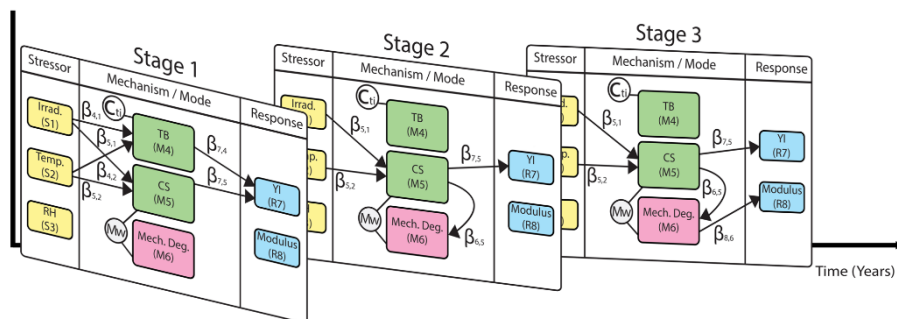 Stage 1
Stressor
Mechanism / Mode
Response
Irrad.
(S1)
Temp.
(S2)
RH
(S3)
Cti
β4,1
β5,1
β4,2
β5,2
TB
(M4)
CS
(M5)
Mw
Mech. Deg.
(M6)
β7,4
β7,5
YI
(R7)
Modulus
(R8)
Stage 2
Stressor
Mechanism / Mode
Response
Irrad.
Cti
β5,1
β5,2
TB
(M4)
CS
(M5)
Mw
Mech. Deg.
(M6)
β7,5
β6,5
YI
(R7)
Modulus
(R8)
Stage 3
Stressor
Mechanism / Mode
Response
Cti
β5,1
β5,2
TB
(M4)
CS
(M5)
Mw
Mech. Deg.
(M6)
β7,5
β6,5
β8,6
YI
(R7)
Modulus
(R8)
Time (Years)